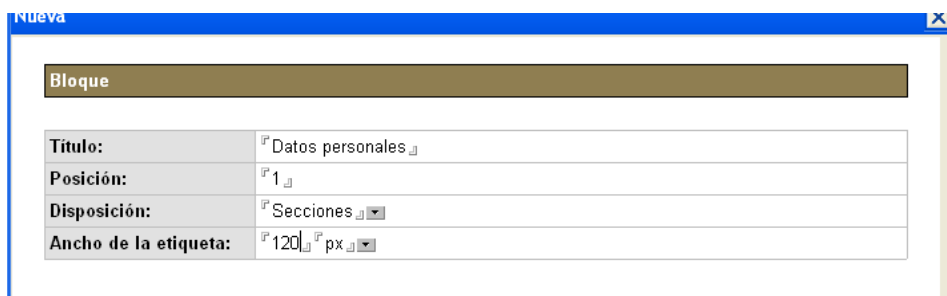 Nueva
Bloque
Título: Datos personales
Posición: 1
Disposición: Secciones
Ancho de la etiqueta: 120 px